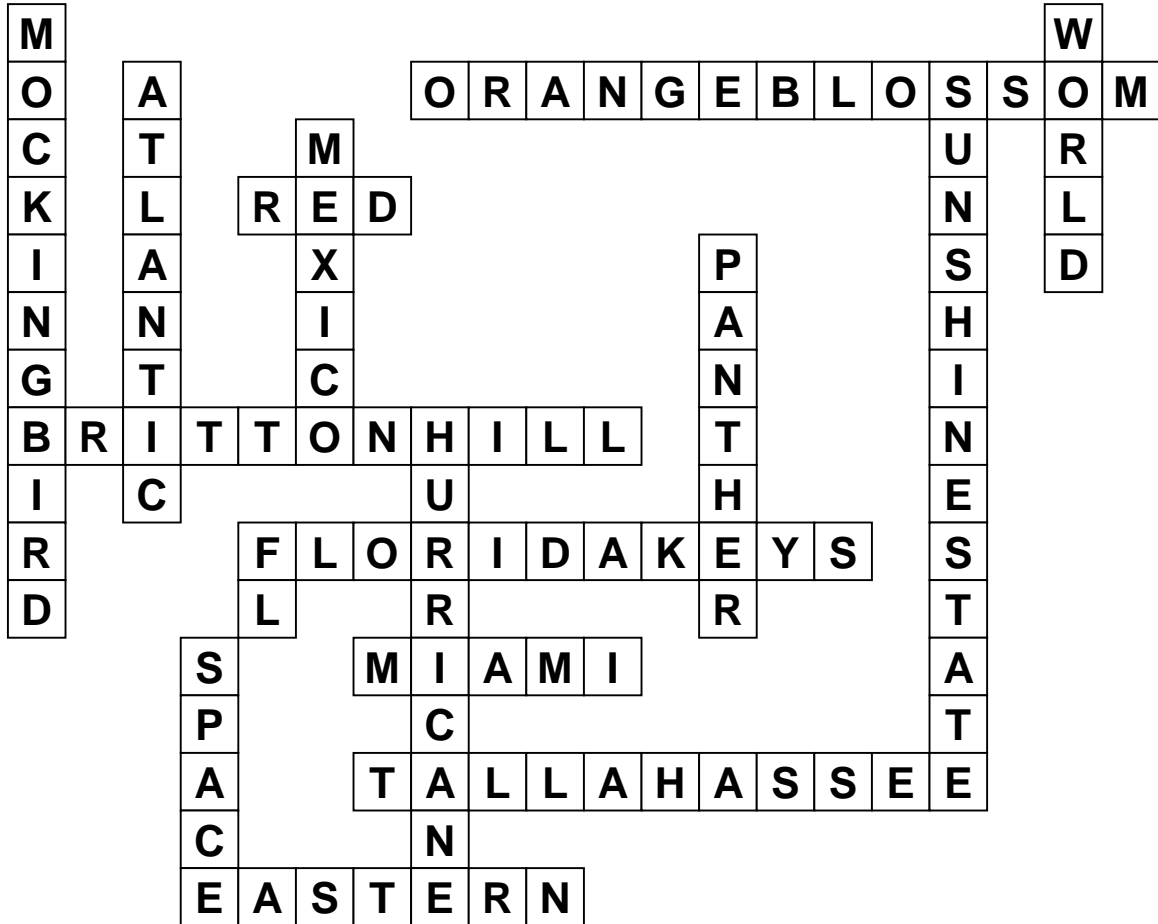 MOCKINGBIRD
WORLD
ATLANTIC
ORANGEBLOSSOM
SUNSHINESTATE
MEXICO
RED
PANTHER
BRITTONHILL
HURRICANE
FLORIDAKEYS
FL
SPACE
MIAMI
TALLAHASSEE
EASTERN